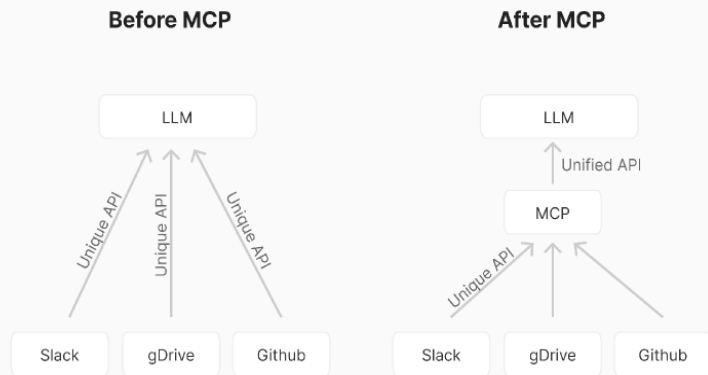 Before MCP
LLM
Unique API
Unique API
Unique API
Slack
gDrive
Github
After MCP
LLM
Unified API
MCP
Unique API
Slack
gDrive
Github